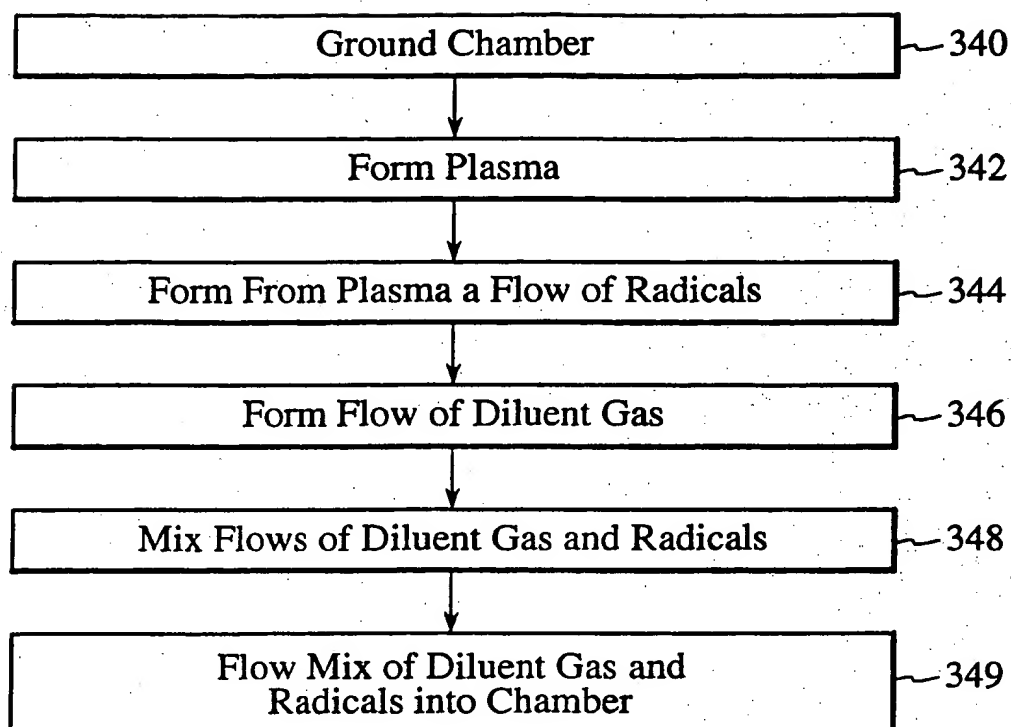 Ground Chamber 340
Form Plasma 342
Form From Plasma a Flow of Radicals 344
Form Flow of Diluent Gas 346
Mix Flows of Diluent Gas and Radicals 348
Flow Mix of Diluent Gas and
Radicals into Chamber 349